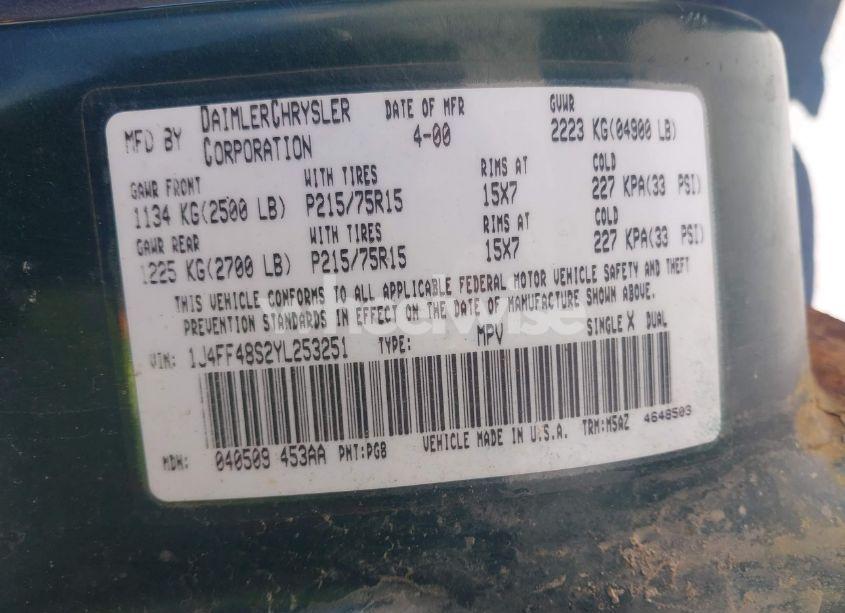 MFD BY DAIMLERCHRYSLER CORPORATION DATE OF MFR 4-00 GVWR 2223 KG(04900 LB)
GAWR FRONT WITH TIRES RIMS AT COLD
1134 KG(2500 LB) P215/75R15 15X7 227 KPA(33 PSI)
GAWR REAR WITH TIRES RIMS AT COLD
1225 KG(2700 LB) P215/75R15 15X7 227 KPA(33 PSI)
THIS VEHICLE CONFORMS TO ALL APPLICABLE FEDERAL MOTOR VEHICLE SAFETY AND THEFT
PREVENTION STANDARDS IN EFFECT ON THE DATE OF MANUFACTURE SHOWN ABOVE.
VIN: 1J4FF48S2YL253251 TYPE: MPV SINGLE X DUAL
MDH: 040509 453AA PNT:PG8 VEHICLE MADE IN U.S.A. TRM:M5AZ 4648503